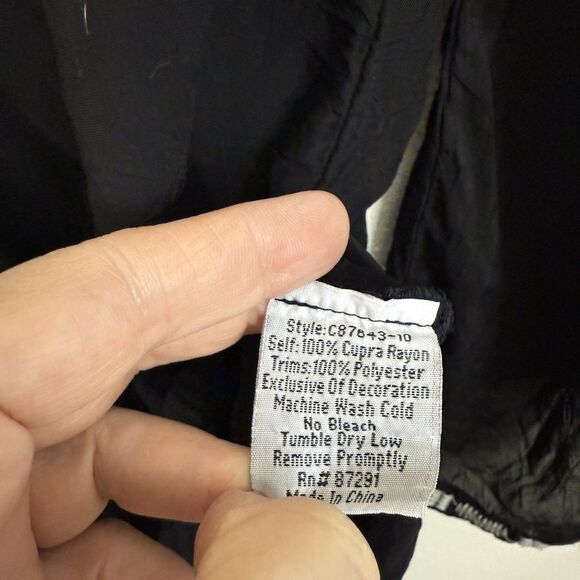 Style:C87643-10
Self:100% Cupra Rayon
Trims:100% Polyester
Exclusive Of Decoration
Machine Wash Cold
No Bleach
Tumble Dry Low
Remove Promptly
Rn# 87291
Made In China